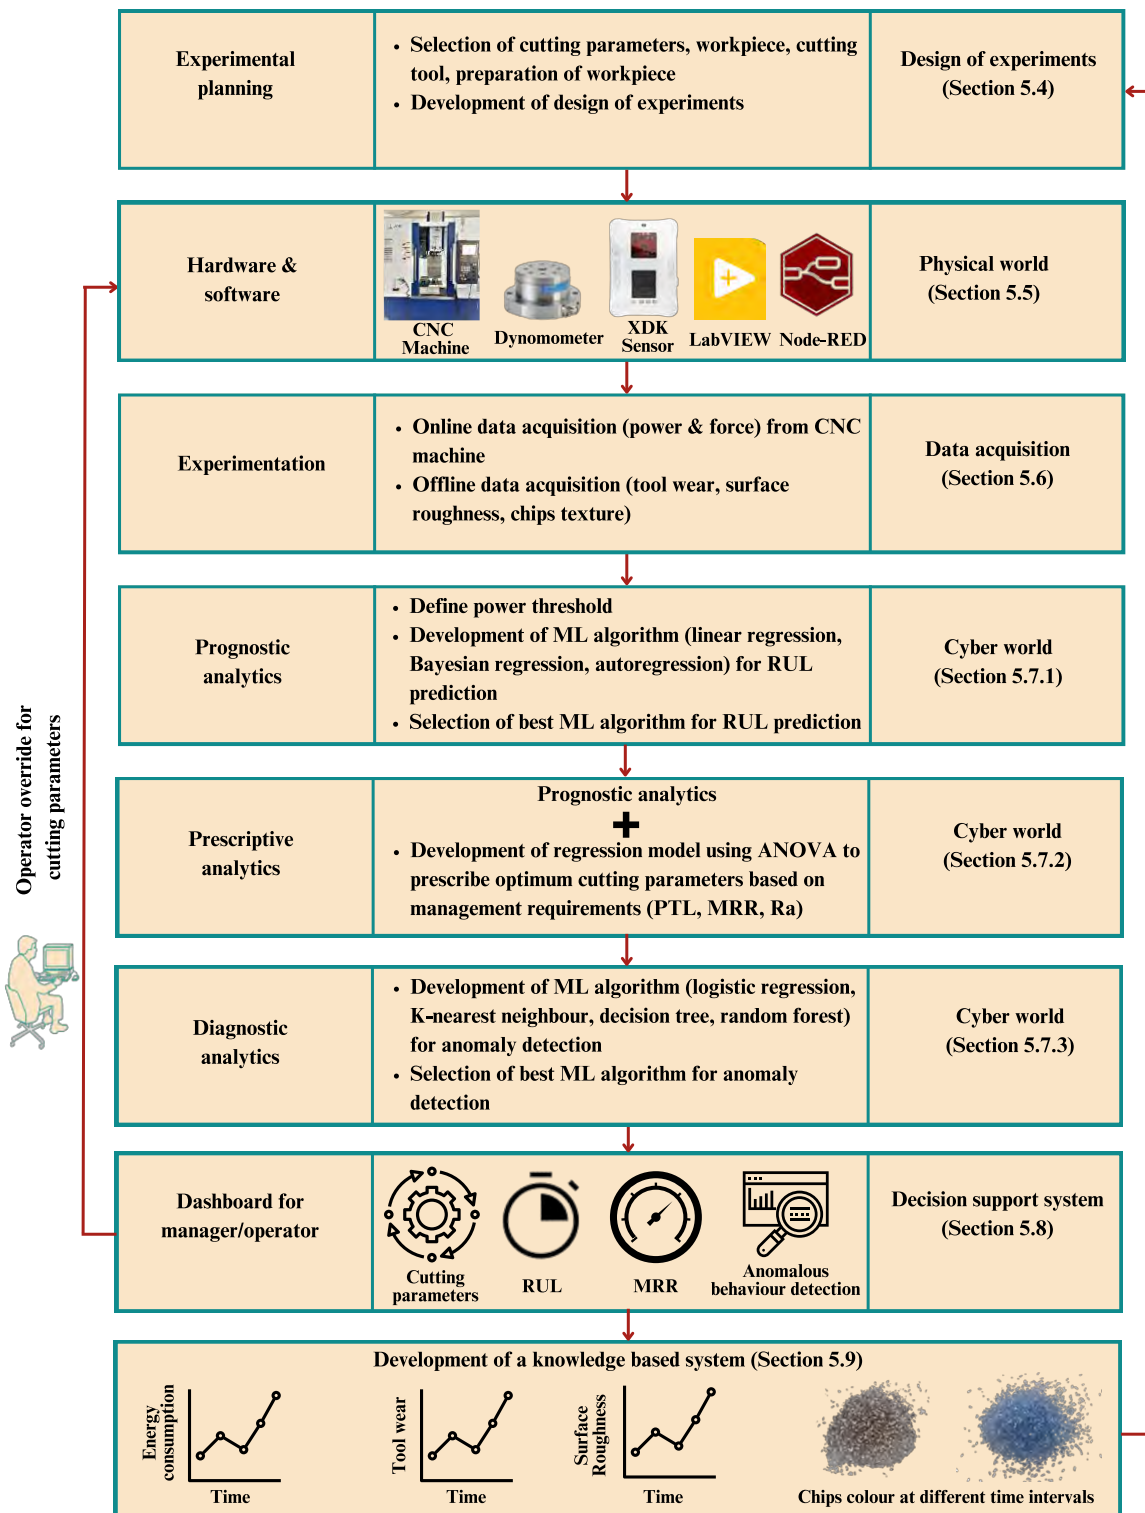 Experimental
planning
• Selection of cutting parameters, workpiece, cutting
tool, preparation of workpiece
• Development of design of experiments
Design of experiments
(Section 5.4)
Hardware &
software
CNC
Machine
Dynomometer
XDK
Sensor
LabVIEW
Node-RED
Physical world
(Section 5.5)
Experimentation
• Online data acquisition (power & force) from CNC
machine
• Offline data acquisition (tool wear, surface
roughness, chips texture)
Data acquisition
(Section 5.6)
Prognostic
analytics
• Define power threshold
• Development of ML algorithm (linear regression,
Bayesian regression, autoregression) for RUL
prediction
• Selection of best ML algorithm for RUL prediction
Cyber world
(Section 5.7.1)
Operator override for
cutting parameters
Prescriptive
analytics
Prognostic analytics
+
• Development of regression model using ANOVA to
prescribe optimum cutting parameters based on
management requirements (PTL, MRR, Ra)
Cyber world
(Section 5.7.2)
Diagnostic
analytics
• Development of ML algorithm (logistic regression,
K-nearest neighbour, decision tree, random forest)
for anomaly detection
• Selection of best ML algorithm for anomaly
detection
Cyber world
(Section 5.7.3)
Dashboard for
manager/operator
Cutting
parameters
RUL
MRR
Anomalous
behaviour detection
Decision support system
(Section 5.8)
Development of a knowledge based system (Section 5.9)
Energy
consumption
Time
Tool wear
Time
Surface
Roughness
Time
Chips colour at different time intervals